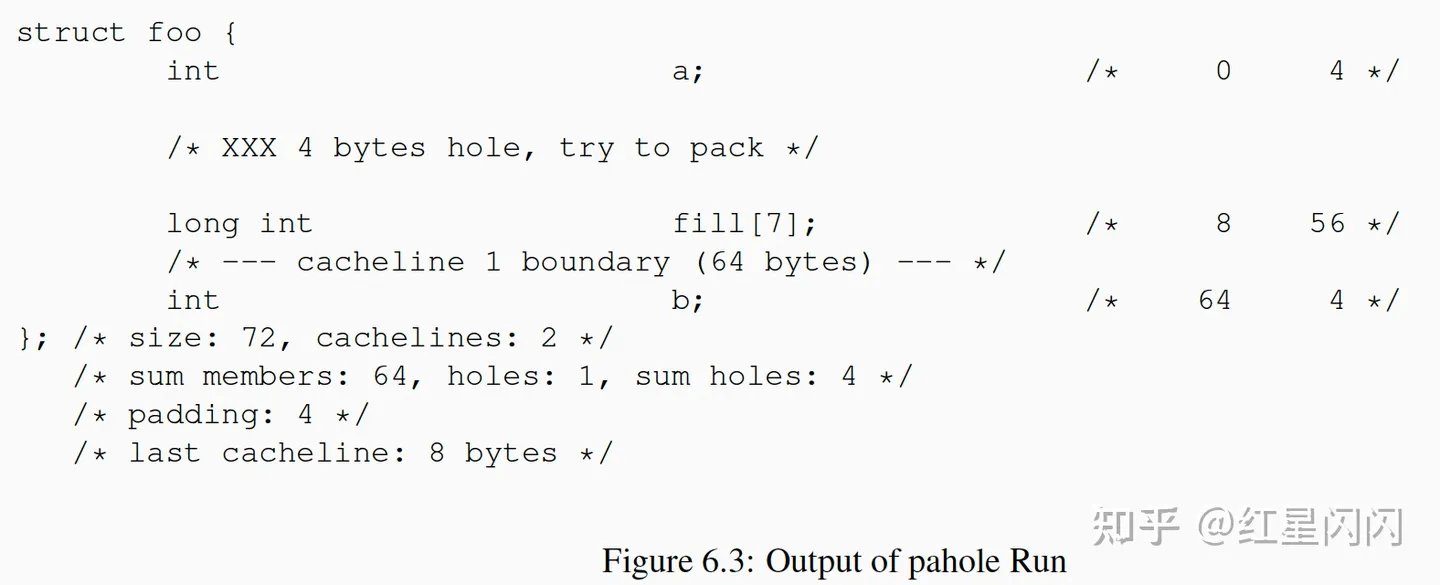 struct foo {
int a; /* 0 4 */
/* XXX 4 bytes hole, try to pack */
long int fill[7]; /* 8 56 */
/* --- cacheline 1 boundary (64 bytes) --- */
int b; /* 64 4 */
}; /* size: 72, cachelines: 2 */
/* sum members: 64, holes: 1, sum holes: 4 */
/* padding: 4 */
/* last cacheline: 8 bytes */
知乎 @红星闪闪
Figure 6.3: Output of pahole Run